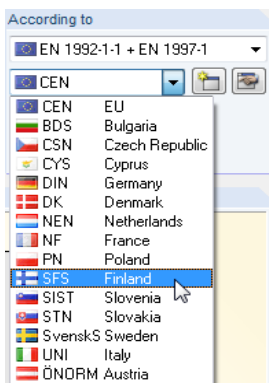 According to
EN 1992-1-1 + EN 1997-1
CEN
CEN EU
BDS Bulgaria
CSN Czech Republic
CYS Cyprus
DIN Germany
DK Denmark
NEN Netherlands
NF France
PN Poland
SFS Finland
SIST Slovenia
STN Slovakia
SvenskS Sweden
UNI Italy
ÖNORM Austria